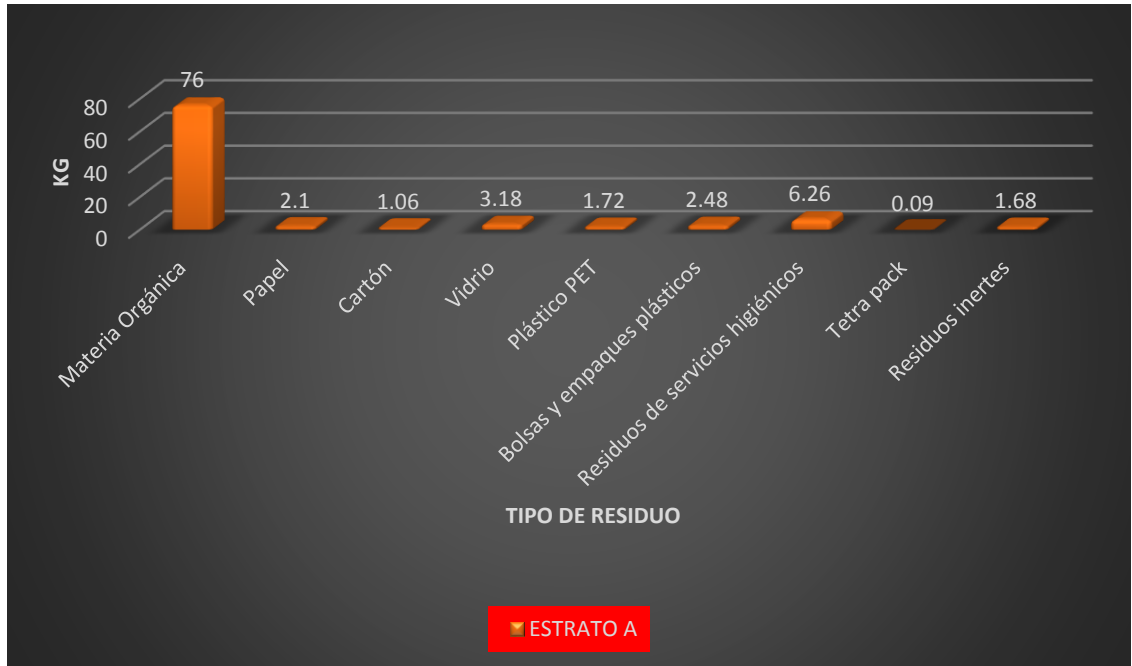 76
80
60
40
20
0
KG
2.1
1.06
3.18
1.72
2.48
6.26
0.09
1.68
Materia Orgánica
Papel
Cartón
Vidrio
Plástico PET
Bolsas y empaques plásticos
Residuos de servicios higiénicos
Tetra pack
Residuos inertes
TIPO DE RESIDUO
ESTRATO A